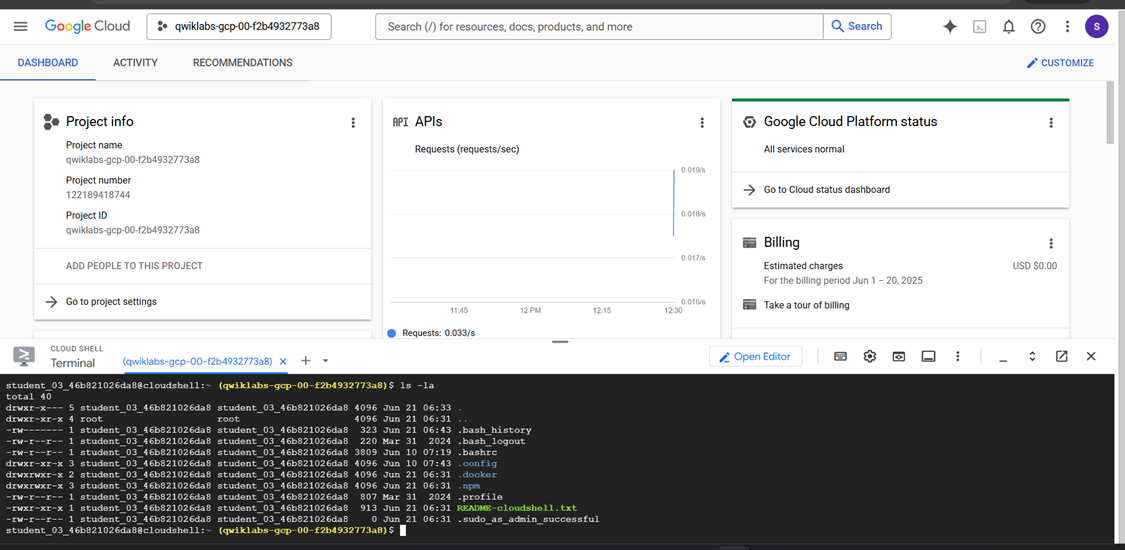 Google Cloud
qwiklabs-gcp-00-f2b4932773a8
Search (/) for resources, docs, products, and more
Search
S
DASHBOARD
ACTIVITY
RECOMMENDATIONS
CUSTOMIZE
Project info
Project name
qwiklabs-gcp-00-f2b4932773a8
Project number
122189418744
Project ID
qwiklabs-gcp-00-f2b4932773a8
ADD PEOPLE TO THIS PROJECT
Go to project settings
API APIs
Requests (requests/sec)
0.019/s
0.018/s
0.017/s
0.016/s
11:45 12 PM 12:15 12:30
Requests: 0.033/s
Google Cloud Platform status
All services normal
Go to Cloud status dashboard
Billing
Estimated charges USD $0.00
For the billing period Jun 1 – 20, 2025
Take a tour of billing
CLOUD SHELL
Terminal
(qwiklabs-gcp-00-f2b4932773a8)
Open Editor
student_03_46b821026da8@cloudshell:~ (qwiklabs-gcp-00-f2b4932773a8)$ ls -la
total 40
drwxr-x--- 5 student_03_46b821026da8 student_03_46b821026da8 4096 Jun 21 06:33 .
drwxr-xr-x 4 root root 4096 Jun 21 06:31 ..
-rw------- 1 student_03_46b821026da8 student_03_46b821026da8 323 Jun 21 06:43 .bash_history
-rw-r--r-- 1 student_03_46b821026da8 student_03_46b821026da8 220 Mar 31 2024 .bash_logout
-rw-r--r-- 1 student_03_46b821026da8 student_03_46b821026da8 3809 Jun 10 07:19 .bashrc
drwxr-xr-x 3 student_03_46b821026da8 student_03_46b821026da8 4096 Jun 10 07:43 .config
drwxrwxr-x 2 student_03_46b821026da8 student_03_46b821026da8 4096 Jun 21 06:31 .docker
drwxrwxr-x 3 student_03_46b821026da8 student_03_46b821026da8 4096 Jun 21 06:31 .npm
-rw-r--r-- 1 student_03_46b821026da8 student_03_46b821026da8 807 Mar 31 2024 .profile
-rwxr-xr-x 1 student_03_46b821026da8 student_03_46b821026da8 913 Jun 21 06:31 README-cloudshell.txt
-rw-r--r-- 1 student_03_46b821026da8 student_03_46b821026da8 0 Jun 21 06:31 .sudo_as_admin_successful
student_03_46b821026da8@cloudshell:~ (qwiklabs-gcp-00-f2b4932773a8)$